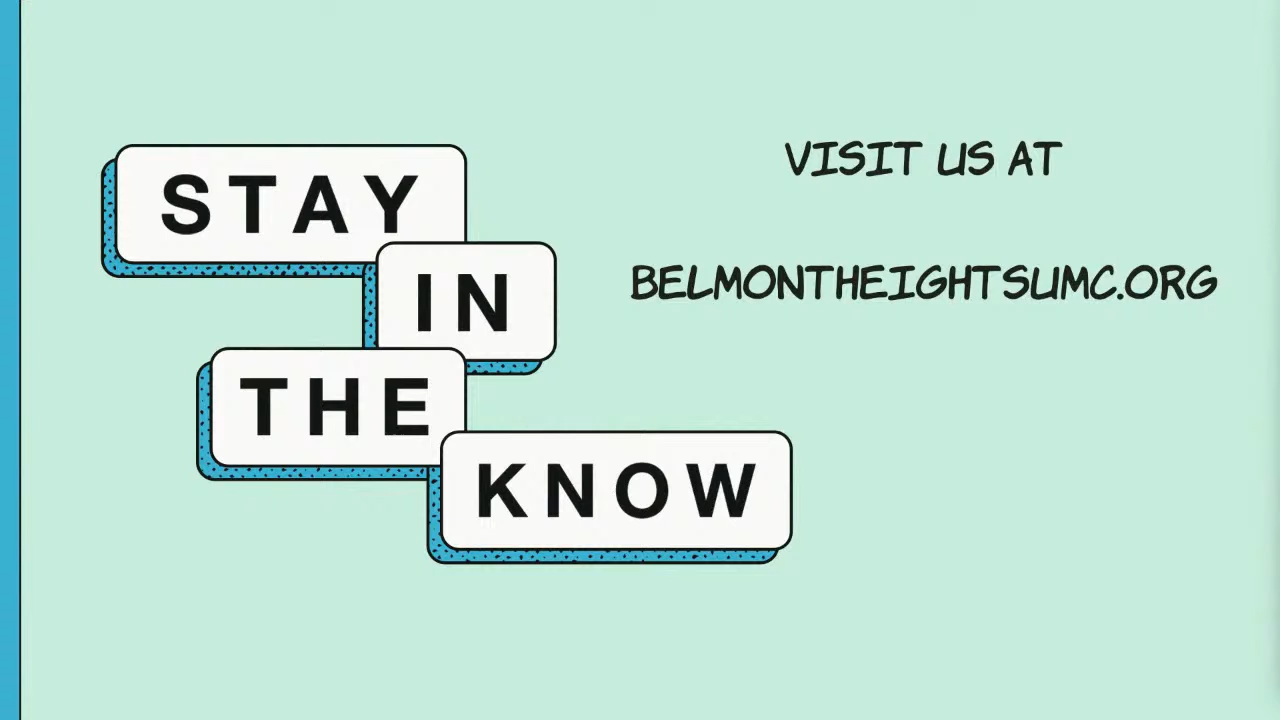 STAY
IN
THE
KNOW
VISIT US AT
BELMONTHEIGHTSUMC.ORG